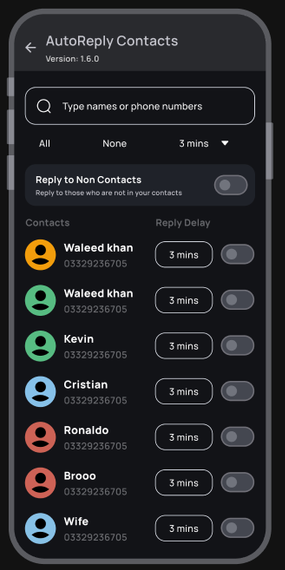 AutoReply Contacts
Version: 1.6.0
Type names or phone numbers
All None 3 mins
Reply to Non Contacts
Reply to those who are not in your contacts
Contacts Reply Delay
Waleed khan
03329236705
3 mins
Waleed khan
03329236705
3 mins
Kevin
03329236705
3 mins
Cristian
03329236705
3 mins
Ronaldo
03329236705
3 mins
Brooo
03329236705
3 mins
Wife
03329236705
3 mins